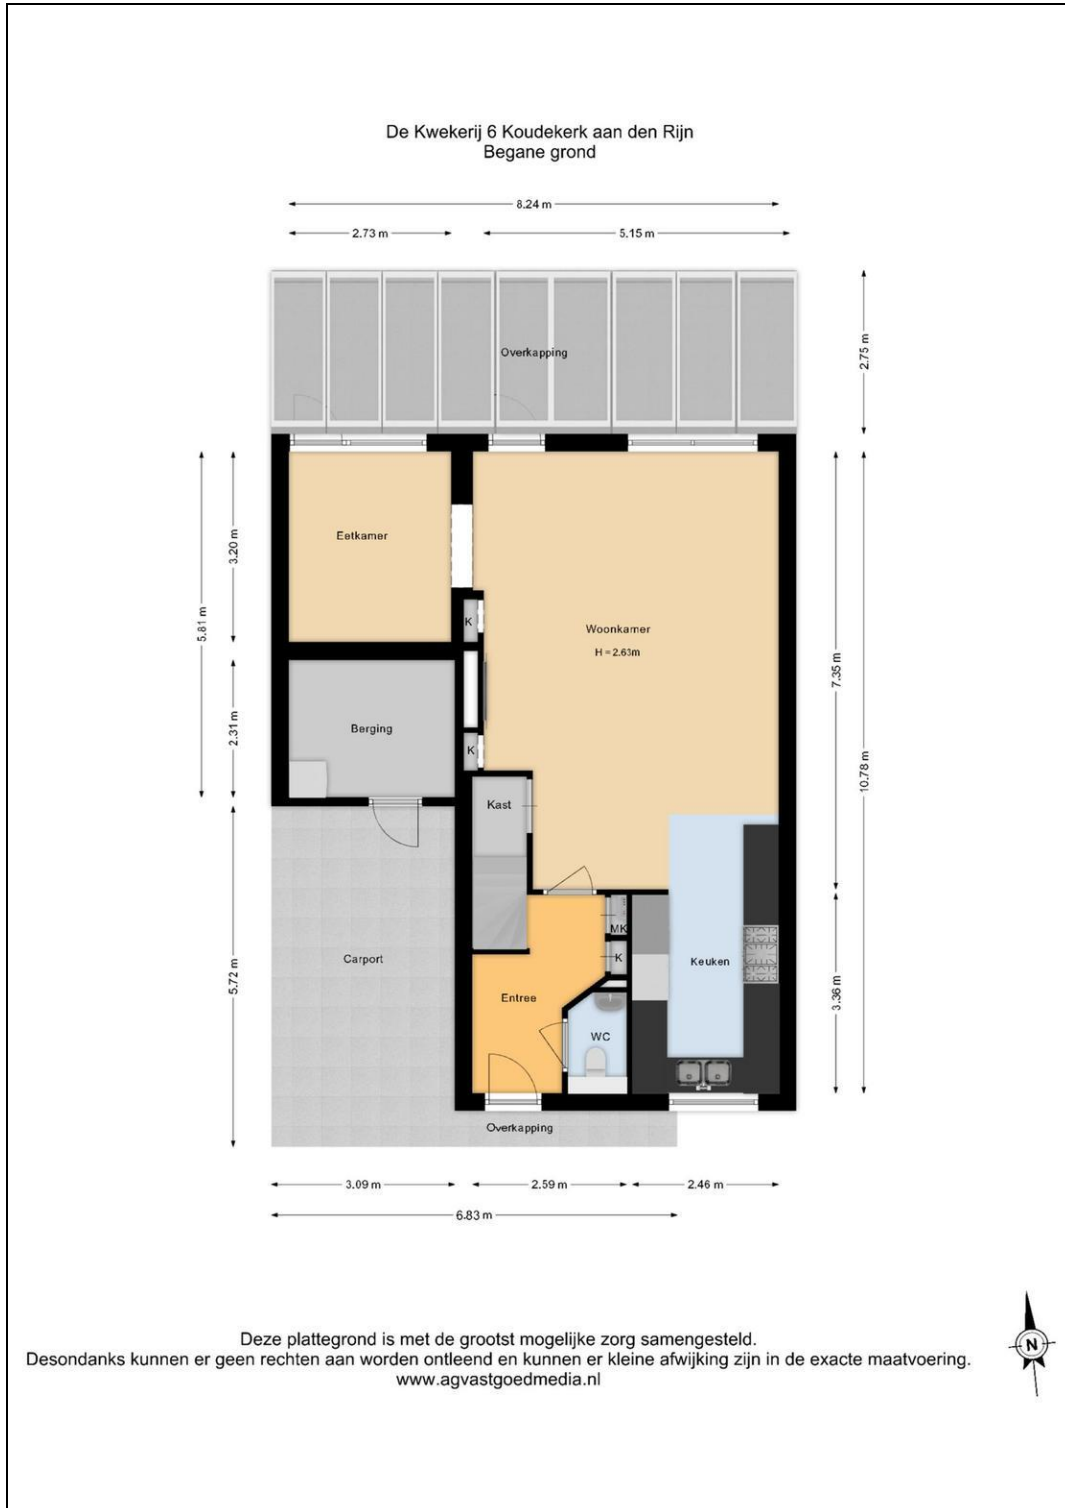 De Kwekerij 6 Koudekerk aan den Rijn
Begane grond
8.24 m
2.73 m
5.15 m
Overkapping
2.75 m
Eetkamer
3.20 m
5.81 m
K
Woonkamer
H = 2.63m
7.35 m
Berging
2.31 m
K
10.78 m
Kast
MK
K
Keuken
Carport
5.72 m
Entree
3.36 m
WC
Overkapping
3.09 m
2.59 m
2.46 m
6.83 m
Deze plattegrond is met de grootst mogelijke zorg samengesteld.
Desondanks kunnen er geen rechten aan worden ontleend en kunnen er kleine afwijking zijn in de exacte maatvoering.
www.agvastgoedmedia.nl
N